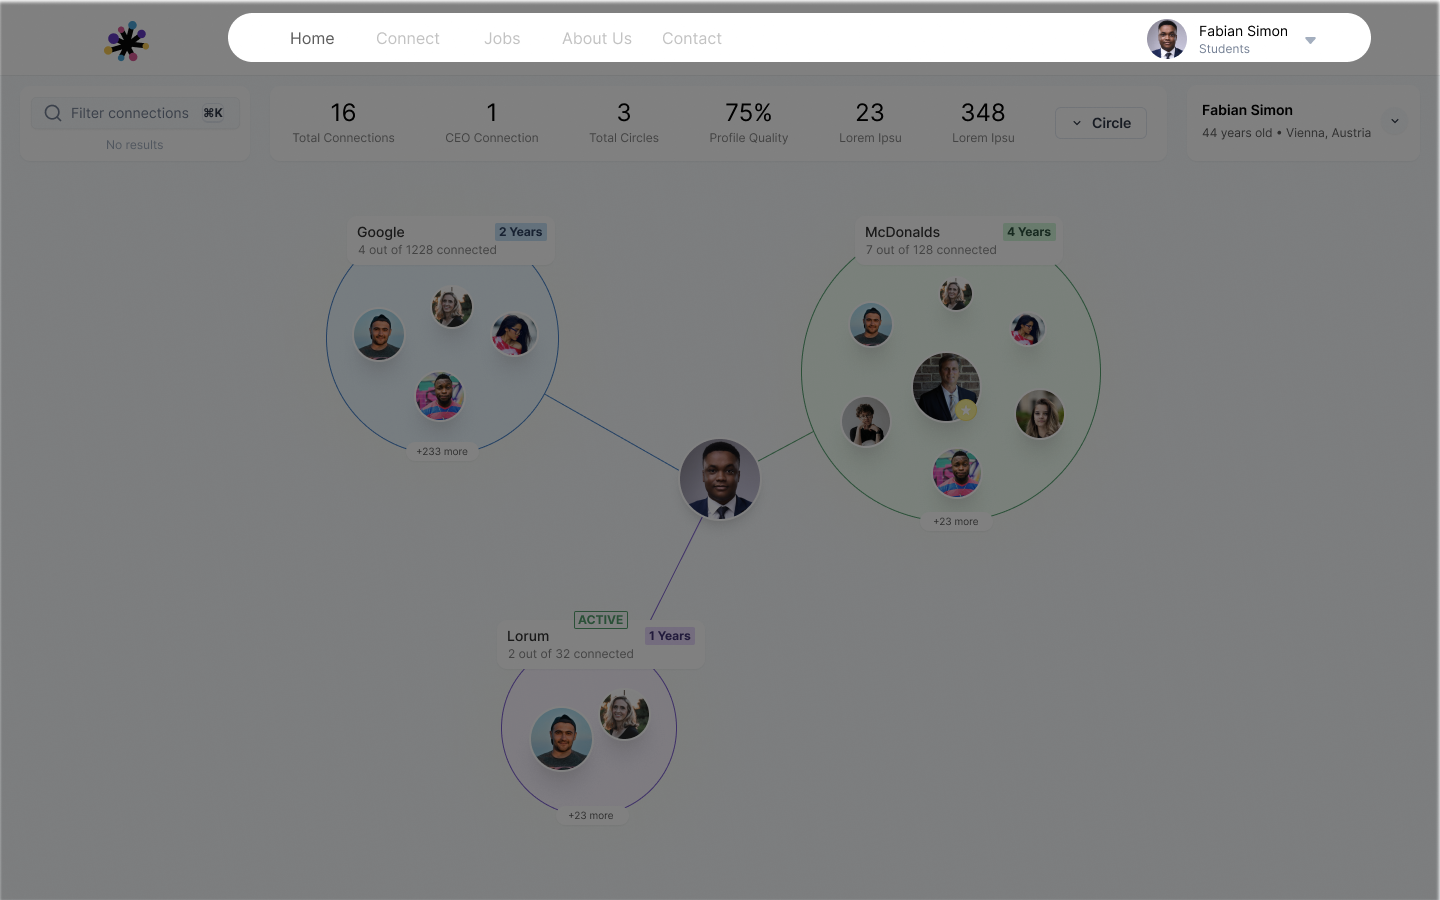 Home Connect Jobs About Us Contact
Fabian Simon
Students
Filter connections ⌘K
No results
16
Total Connections
1
CEO Connection
3
Total Circles
75%
Profile Quality
23
Lorem Ipsu
348
Lorem Ipsu
Circle
Fabian Simon
44 years old • Vienna, Austria
Google
2 Years
4 out of 1228 connected
+233 more
McDonalds
4 Years
7 out of 128 connected
+23 more
ACTIVE
Lorum
1 Years
2 out of 32 connected
+23 more